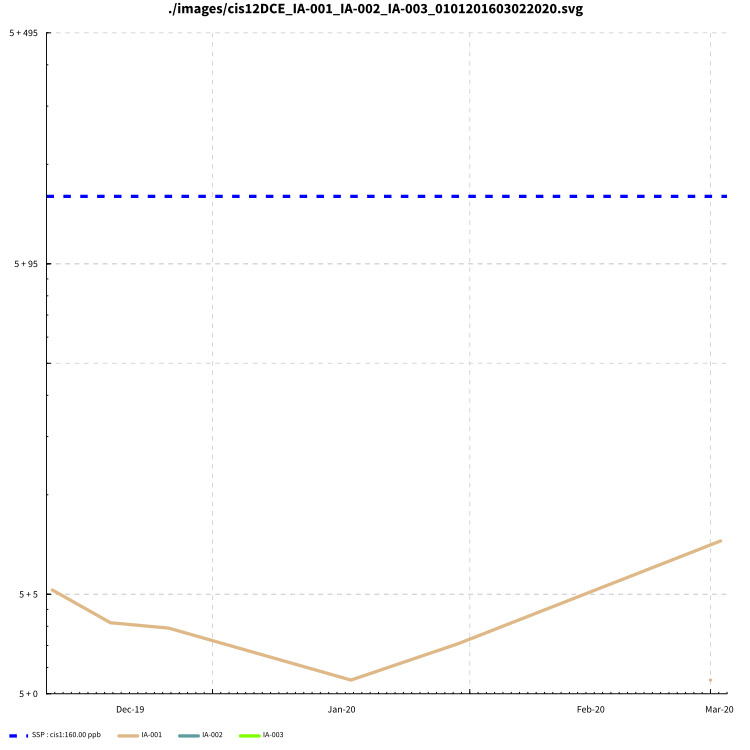 ./images/cis12DCE_IA-001_IA-002_IA-003_0101201603022020.svg
5 + 495
5 + 95
5 + 5
5 + 0
Dec-19 Jan-20 Feb-20 Mar-20
SSP : cis1:160.00 ppb IA-001 IA-002 IA-003